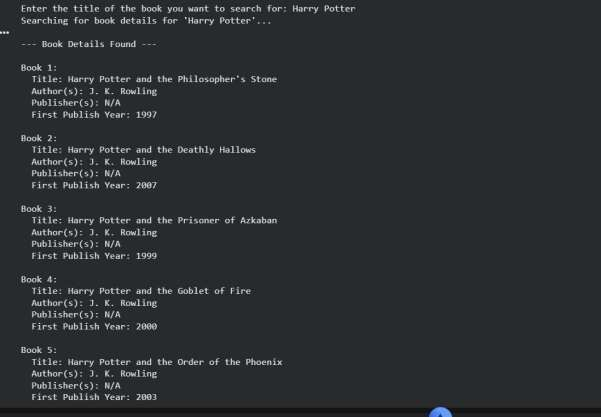 Enter the title of the book you want to search for: Harry Potter
Searching for book details for 'Harry Potter'...
--- Book Details Found ---
Book 1:
Title: Harry Potter and the Philosopher's Stone
Author(s): J. K. Rowling
Publisher(s): N/A
First Publish Year: 1997
Book 2:
Title: Harry Potter and the Deathly Hallows
Author(s): J. K. Rowling
Publisher(s): N/A
First Publish Year: 2007
Book 3:
Title: Harry Potter and the Prisoner of Azkaban
Author(s): J. K. Rowling
Publisher(s): N/A
First Publish Year: 1999
Book 4:
Title: Harry Potter and the Goblet of Fire
Author(s): J. K. Rowling
Publisher(s): N/A
First Publish Year: 2000
Book 5:
Title: Harry Potter and the Order of the Phoenix
Author(s): J. K. Rowling
Publisher(s): N/A
First Publish Year: 2003